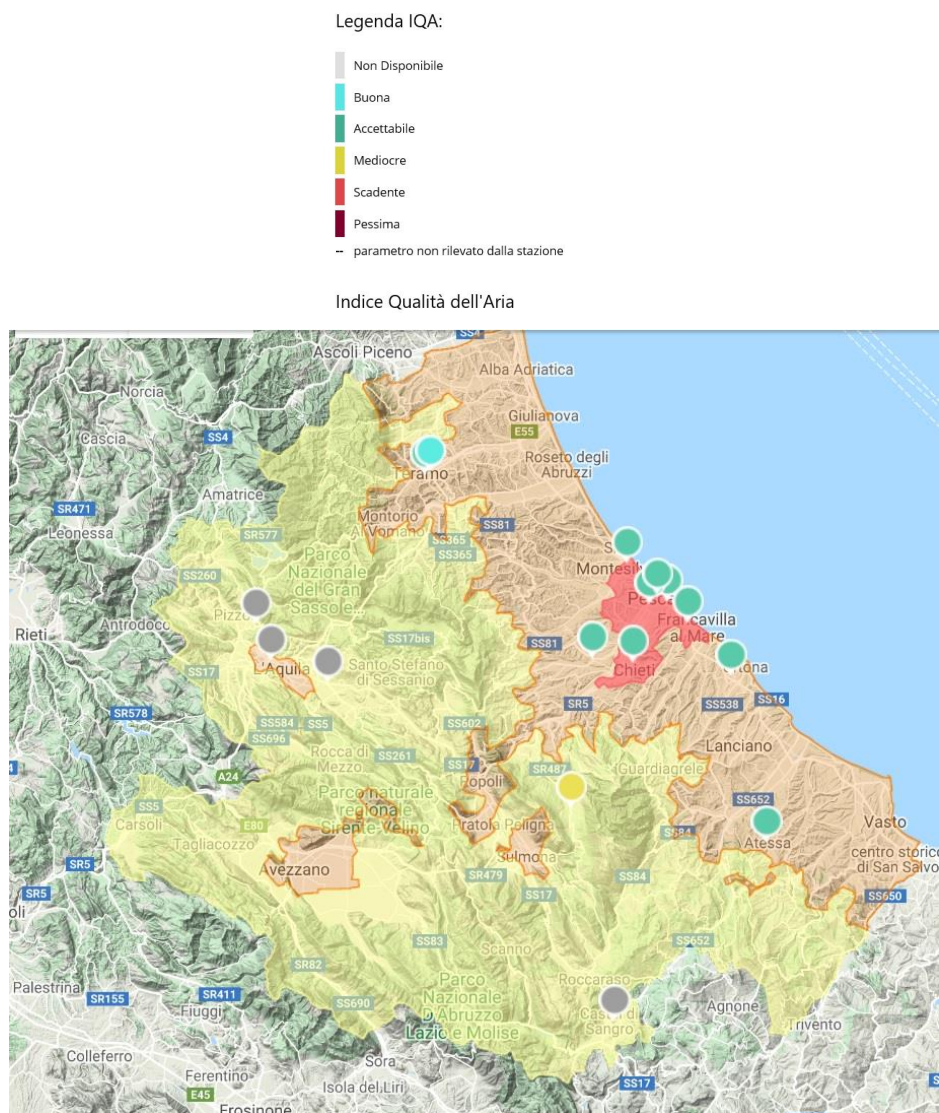 Legenda IQA:
Non Disponibile
Buona
Accettabile
Mediocre
Scadente
Pessima
-- parametro non rilevato dalla stazione
Indice Qualità dell'Aria
Ascoli Piceno
Alba Adriatica
Norcia
Giulianova
E55
SS4
Cascia
Roseto degli
Abruzzi
Teramo
Amatrice
SR471
Leonessa
Montorio
Al Vomano
SS81
SS365
SS365
SR577
Parco
Nazionale
del Gran
Sasso e...
SS260
Antrodoco
Rieti
SS17bis
SS81
Francavilla
al Mare
L'Aquila
Santo Stefano
di Sessanio
Chieti
SS17
SR578
SR5
SS538
SS16
SS584
SS5
SS602
SS696
Rocca di
Mezzo
SS261
Lanciano
A24
SS17
SR487
Guardiagrele
Popoli
Parco naturale
regionale
Sirente Velino
SS5
Carsoli
E80
Tagliacozzo
Pratola Peligna
SS652
Atessa
SS84
Vasto
centro storico
di San Salvo
Sulmona
Avezzano
SR5
SR5
SR479
SS17
SS84
SS650
SS83
Scanno
SS652
SR82
Palestrina
SR155
SR411
Fiuggi
SS690
Parco
Nazionale
D'Abruzzo
Lazio e Molise
Roccaraso
Castel di
Sangro
Agnone
Trivento
Colleferro
Ferentino
Sora
Isola del Liri
E45
Frosinone
SS17